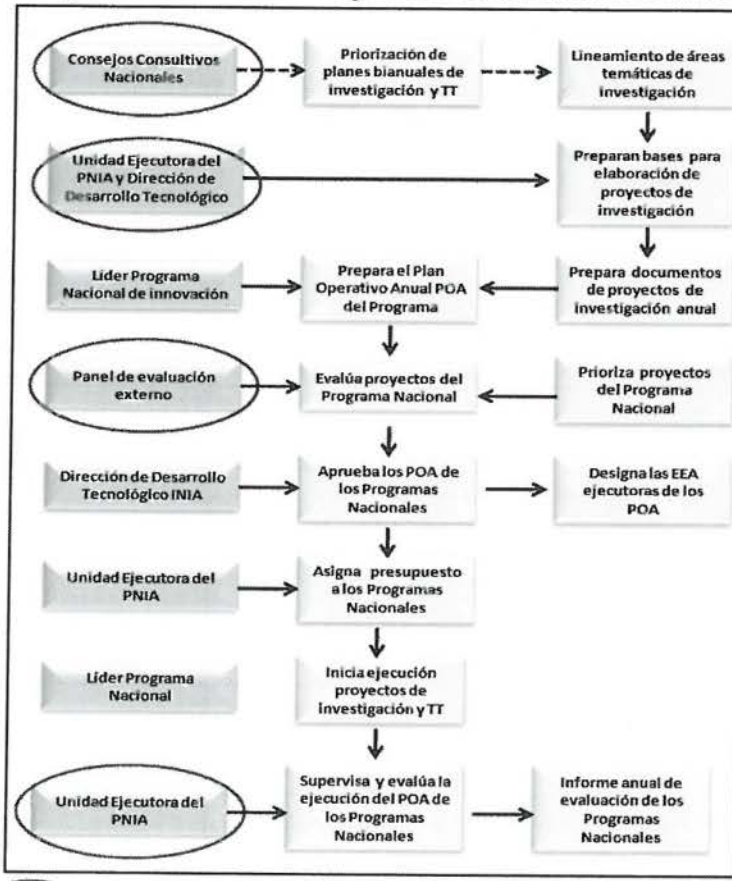 Consejos Consultivos
Nacionales
Priorización de
planes bianuales de
investigación y TT
Lineamiento de áreas
temáticas de
investigación
Unidad Ejecutora del
PNIA y Dirección de
Desarrollo Tecnológico
Preparan bases para
elaboración de
proyectos de
investigación
Líder Programa
Nacional de innovación
Prepara el Plan
Operativo Anual POA
del Programa
Prepara documentos
de proyectos de
investigación anual
Panel de evaluación
externo
Evalúa proyectos del
Programa Nacional
Prioriza proyectos
del Programa
Nacional
Dirección de Desarrollo
Tecnológico INIA
Aprueba los POA de
los Programas
Nacionales
Designa las EEA
ejecutoras de los
POA
Unidad Ejecutora del
PNIA
Asigna presupuesto
a los Programas
Nacionales
Líder Programa
Nacional
Inicia ejecución
proyectos de
investigación y TT
Unidad Ejecutora del
PNIA
Supervisa y evalúa la
ejecución del POA de
los Programas
Nacionales
Informe anual de
evaluación de los
Programas
Nacionales